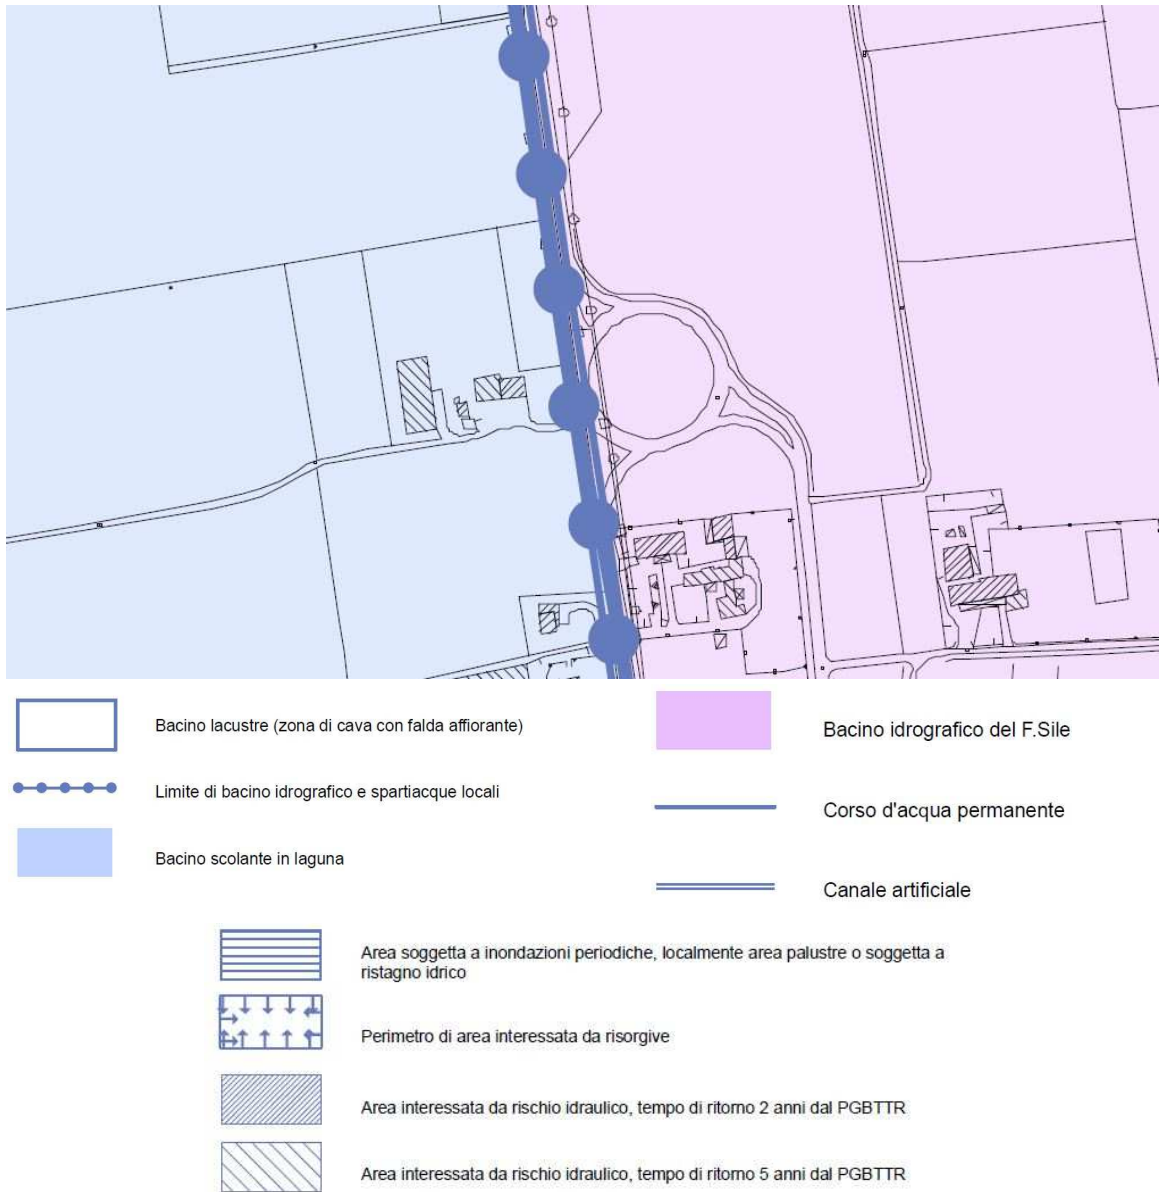 Bacino lacustre (zona di cava con falda affiorante)
Limite di bacino idrografico e spartiacque locali
Bacino scolante in laguna
Bacino idrografico del F.Sile
Corso d'acqua permanente
Canale artificiale
Area soggetta a inondazioni periodiche, localmente area palustre o soggetta a
ristagno idrico
Perimetro di area interessata da risorgive
Area interessata da rischio idraulico, tempo di ritorno 2 anni dal PGBTTR
Area interessata da rischio idraulico, tempo di ritorno 5 anni dal PGBTTR